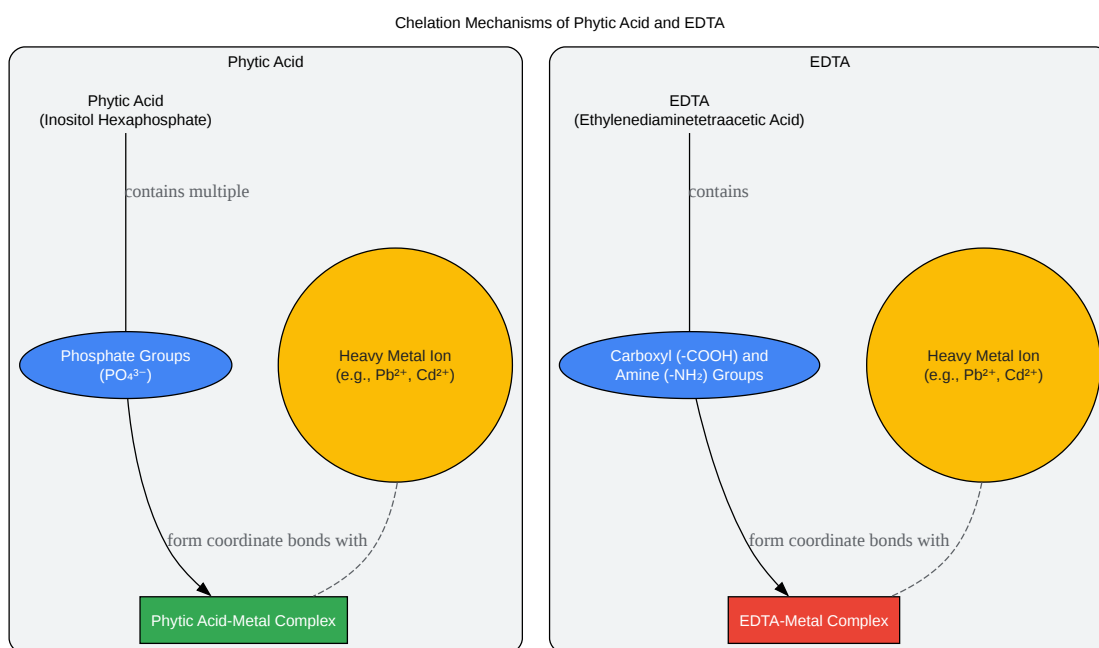 Chelation Mechanisms of Phytic Acid and EDTA
Phytic Acid
Phytic Acid
(Inositol Hexaphosphate)
contains multiple
Phosphate Groups
(PO₄³⁻)
Heavy Metal Ion
(e.g., Pb²⁺, Cd²⁺)
form coordinate bonds with
Phytic Acid-Metal Complex
EDTA
EDTA
(Ethylenediaminetetraacetic Acid)
contains
Carboxyl (-COOH) and
Amine (-NH₂) Groups
Heavy Metal Ion
(e.g., Pb²⁺, Cd²⁺)
form coordinate bonds with
EDTA-Metal Complex